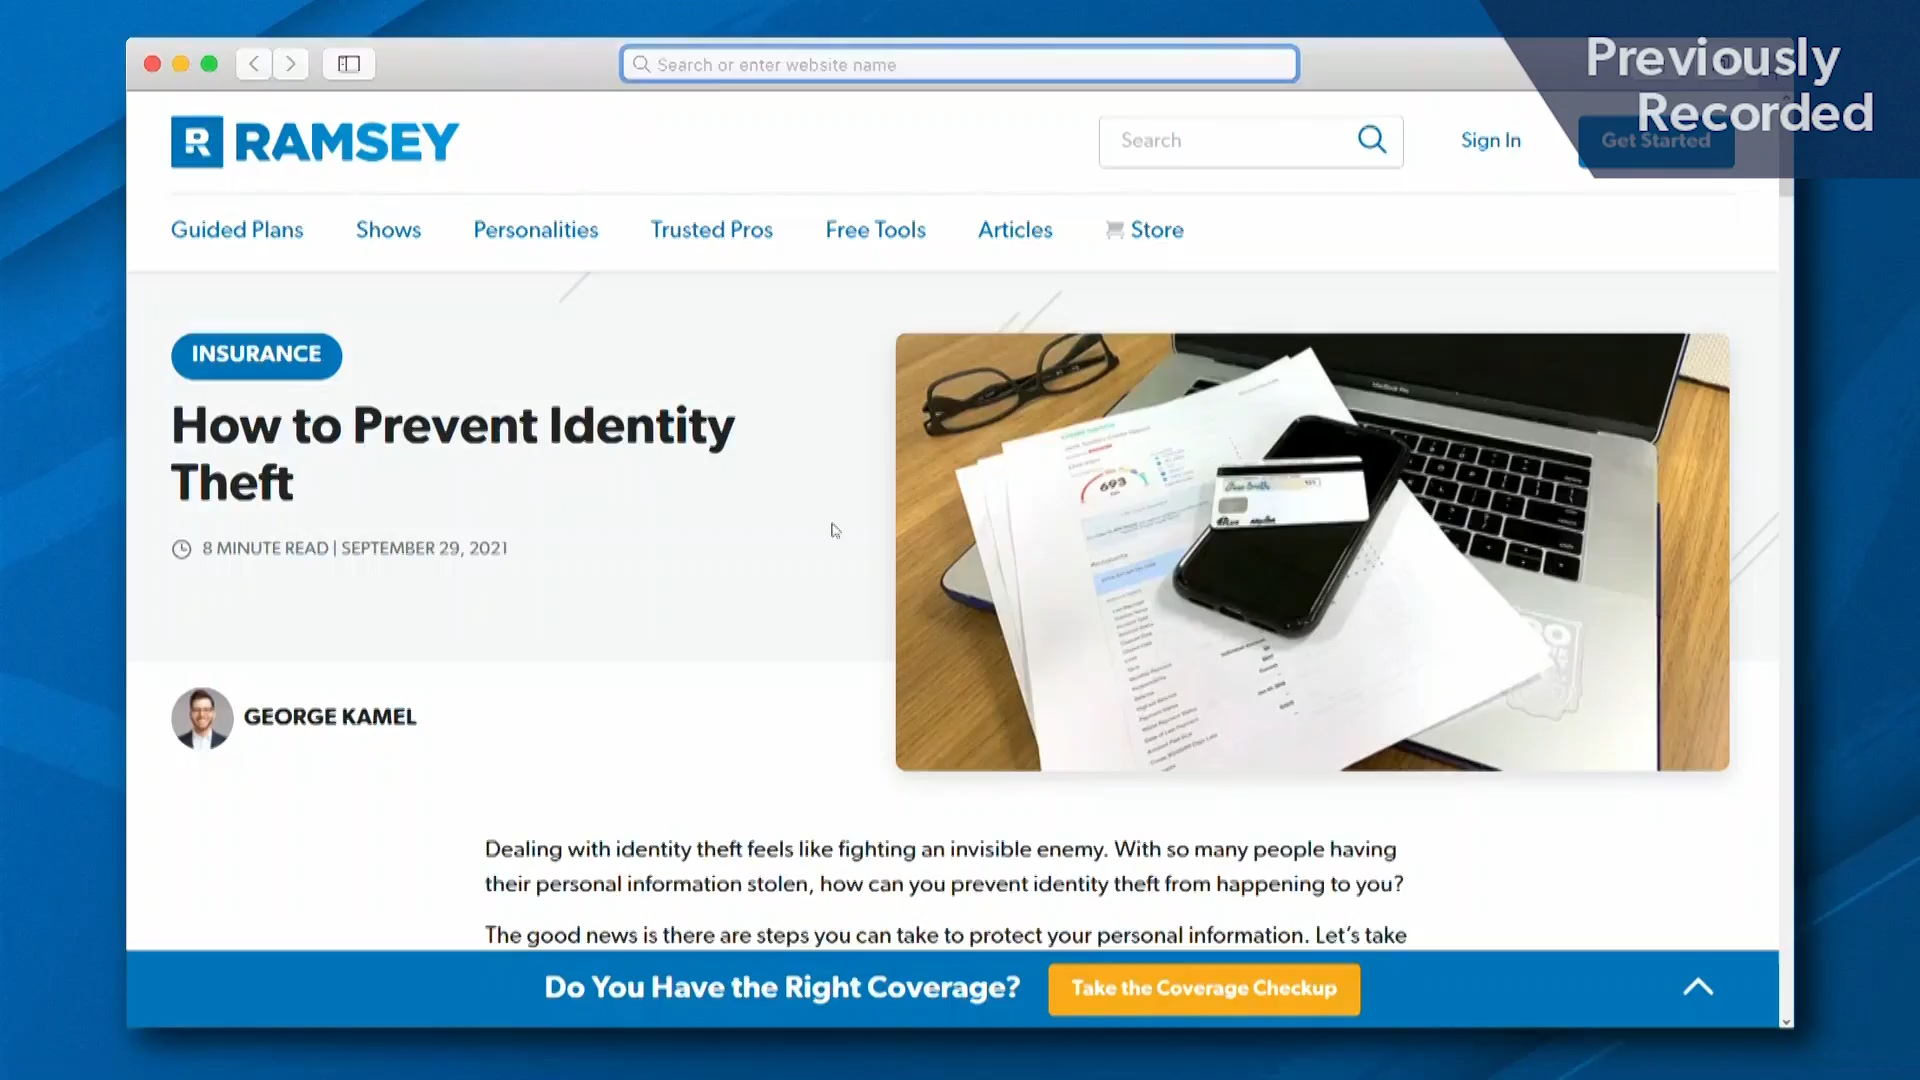 Previously
Recorded
Search or enter website name
R RAMSEY
Search
Sign In
Get Started
Guided Plans
Shows
Personalities
Trusted Pros
Free Tools
Articles
Store
INSURANCE
How to Prevent Identity
Theft
8 MINUTE READ | SEPTEMBER 29, 2021
693
MacBook Pro
GEORGE KAMEL
Dealing with identity theft feels like fighting an invisible enemy. With so many people having
their personal information stolen, how can you prevent identity theft from happening to you?
The good news is there are steps you can take to protect your personal information. Let's take
Do You Have the Right Coverage?
Take the Coverage Checkup